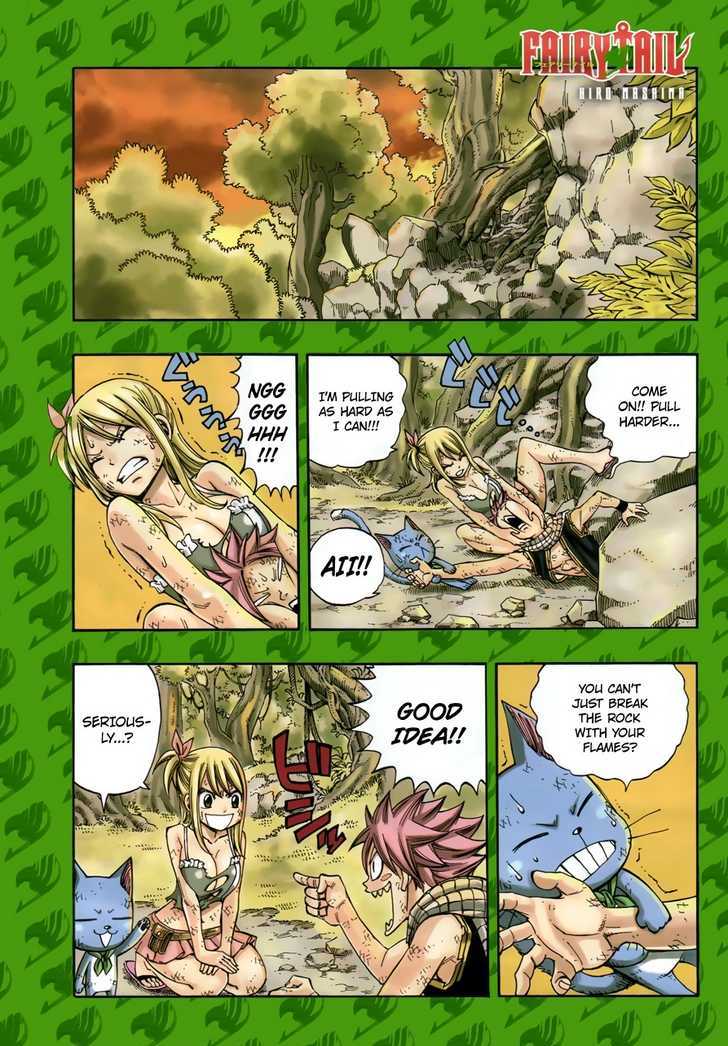 FAIRY TAIL
HIRO MASHIMA
COME
ON!! PULL
HARDER...
I'M PULLING
AS HARD AS
I CAN!!!
AII!!
NGG
GGG
HHH
!!!
YOU CAN'T
JUST BREAK
THE ROCK
WITH YOUR
FLAMES?
GOOD
IDEA!!
SERIOUS-
LY...?